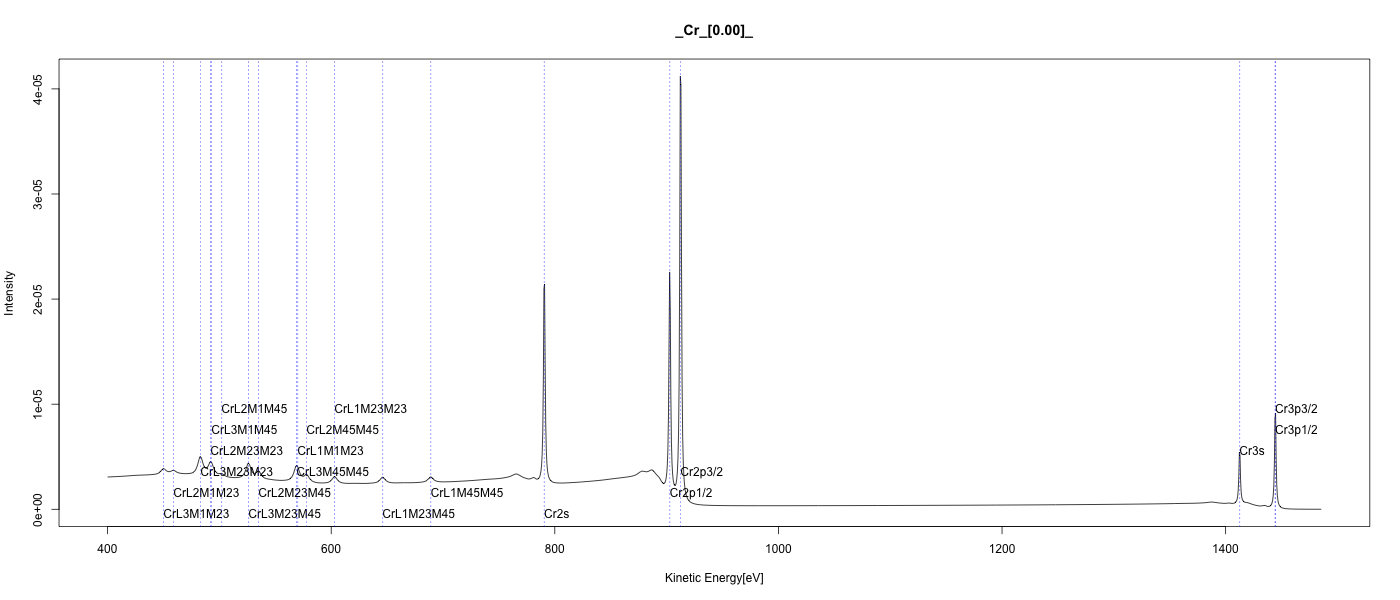 _Cr_[0.00]_
Intensity
4e-05
3e-05
2e-05
1e-05
0e+00
CrL2M1M45 CrL1M23M23 Cr3p3/2
CrL3M1M45 CrL2M45M45 Cr3p1/2
CrL2M23M23 CrL1M1M23 Cr3s
CrL3M23M23 CrL3M45M45 Cr2p3/2
CrL2M1M23 CrL2M23M45 CrL1M45M45 Cr2p1/2
CrL3M1M23 CrL3M23M45 CrL1M23M45 Cr2s
400 600 800 1000 1200 1400
Kinetic Energy[eV]